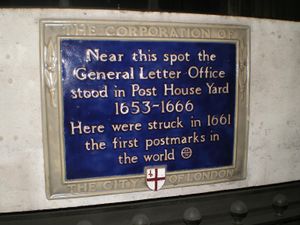 THE CORPORATION OF
Near this spot the
General Letter Office
stood in Post House Yard
1653-1666
Here were struck in 1661
the first postmarks in
the world
THE CITY OF LONDON